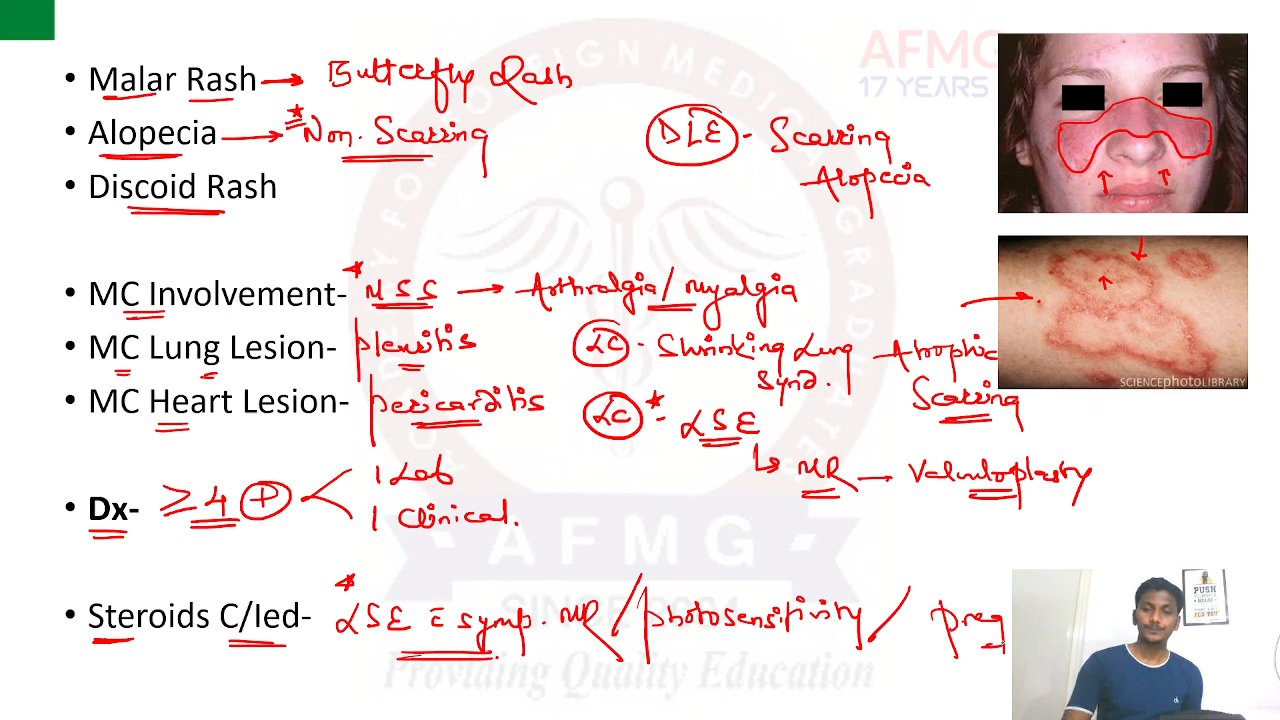 AFMG
17 YEARS
• Malar Rash → Butterfly Rash
• Alopecia → * Non. Scarring
DLE - Scarring
Alopecia
• Discoid Rash
• MC Involvement- * MSS → Arthralgia/Myalgia
• MC Lung Lesion- pleuritis
LC - Shrinking Lung
Synd.
Atrophic
Scarring
SCIENCEPHOTOLIBRARY
• MC Heart Lesion- pericarditis
LC * - LSE
↳ MR — Valvuloplasty
• Dx- ≥ 4 +
1 Lab
1 Clinical.
AFMG
• Steroids C/Ied- * LSE c symp. MR / photosensitivity / preg
Providing Quality Education
PUSH